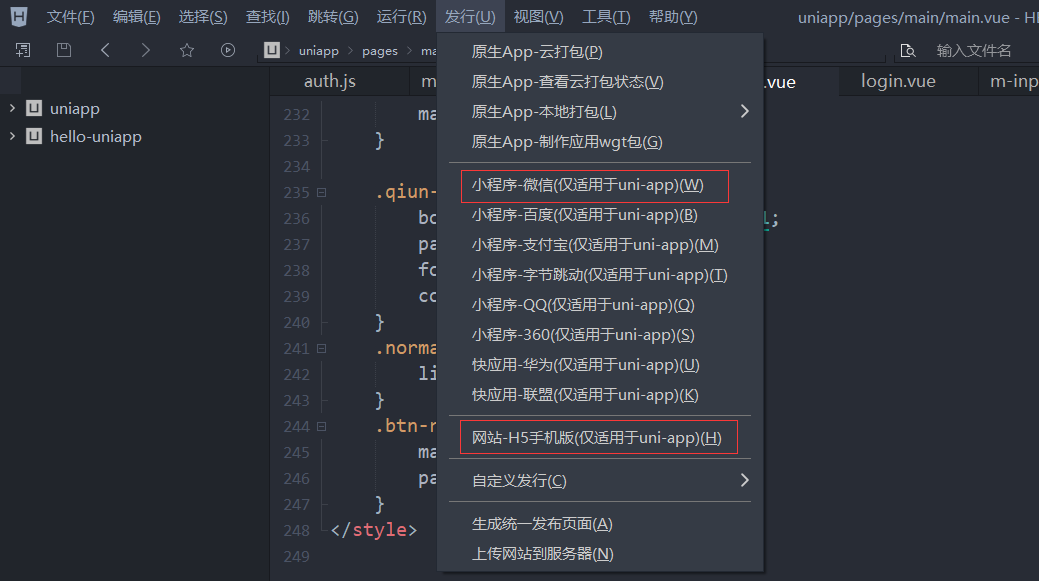 文件(F) 编辑(E) 选择(S) 查找(I) 跳转(G) 运行(R) 发行(U) 视图(V) 工具(T) 帮助(Y) uniapp/pages/main/main.vue - H
U uniapp pages ma 输入文件名
auth.js m .vue login.vue m-inp
U uniapp
U hello-uniapp
232 ma
233 }
234
235 .qiun-
236 bo ;
237 pa
238 fo
239 co
240 }
241 .norma
242 li
243 }
244 .btn-r
245 ma
246 pa
247 }
248 </style>
249
原生App-云打包(P)
原生App-查看云打包状态(V)
原生App-本地打包(L)
原生App-制作应用wgt包(G)
小程序-微信(仅适用于uni-app)(W)
小程序-百度(仅适用于uni-app)(B)
小程序-支付宝(仅适用于uni-app)(M)
小程序-字节跳动(仅适用于uni-app)(T)
小程序-QQ(仅适用于uni-app)(Q)
小程序-360(仅适用于uni-app)(S)
快应用-华为(仅适用于uni-app)(U)
快应用-联盟(仅适用于uni-app)(K)
网站-H5手机版(仅适用于uni-app)(H)
自定义发行(C)
生成统一发布页面(A)
上传网站到服务器(N)